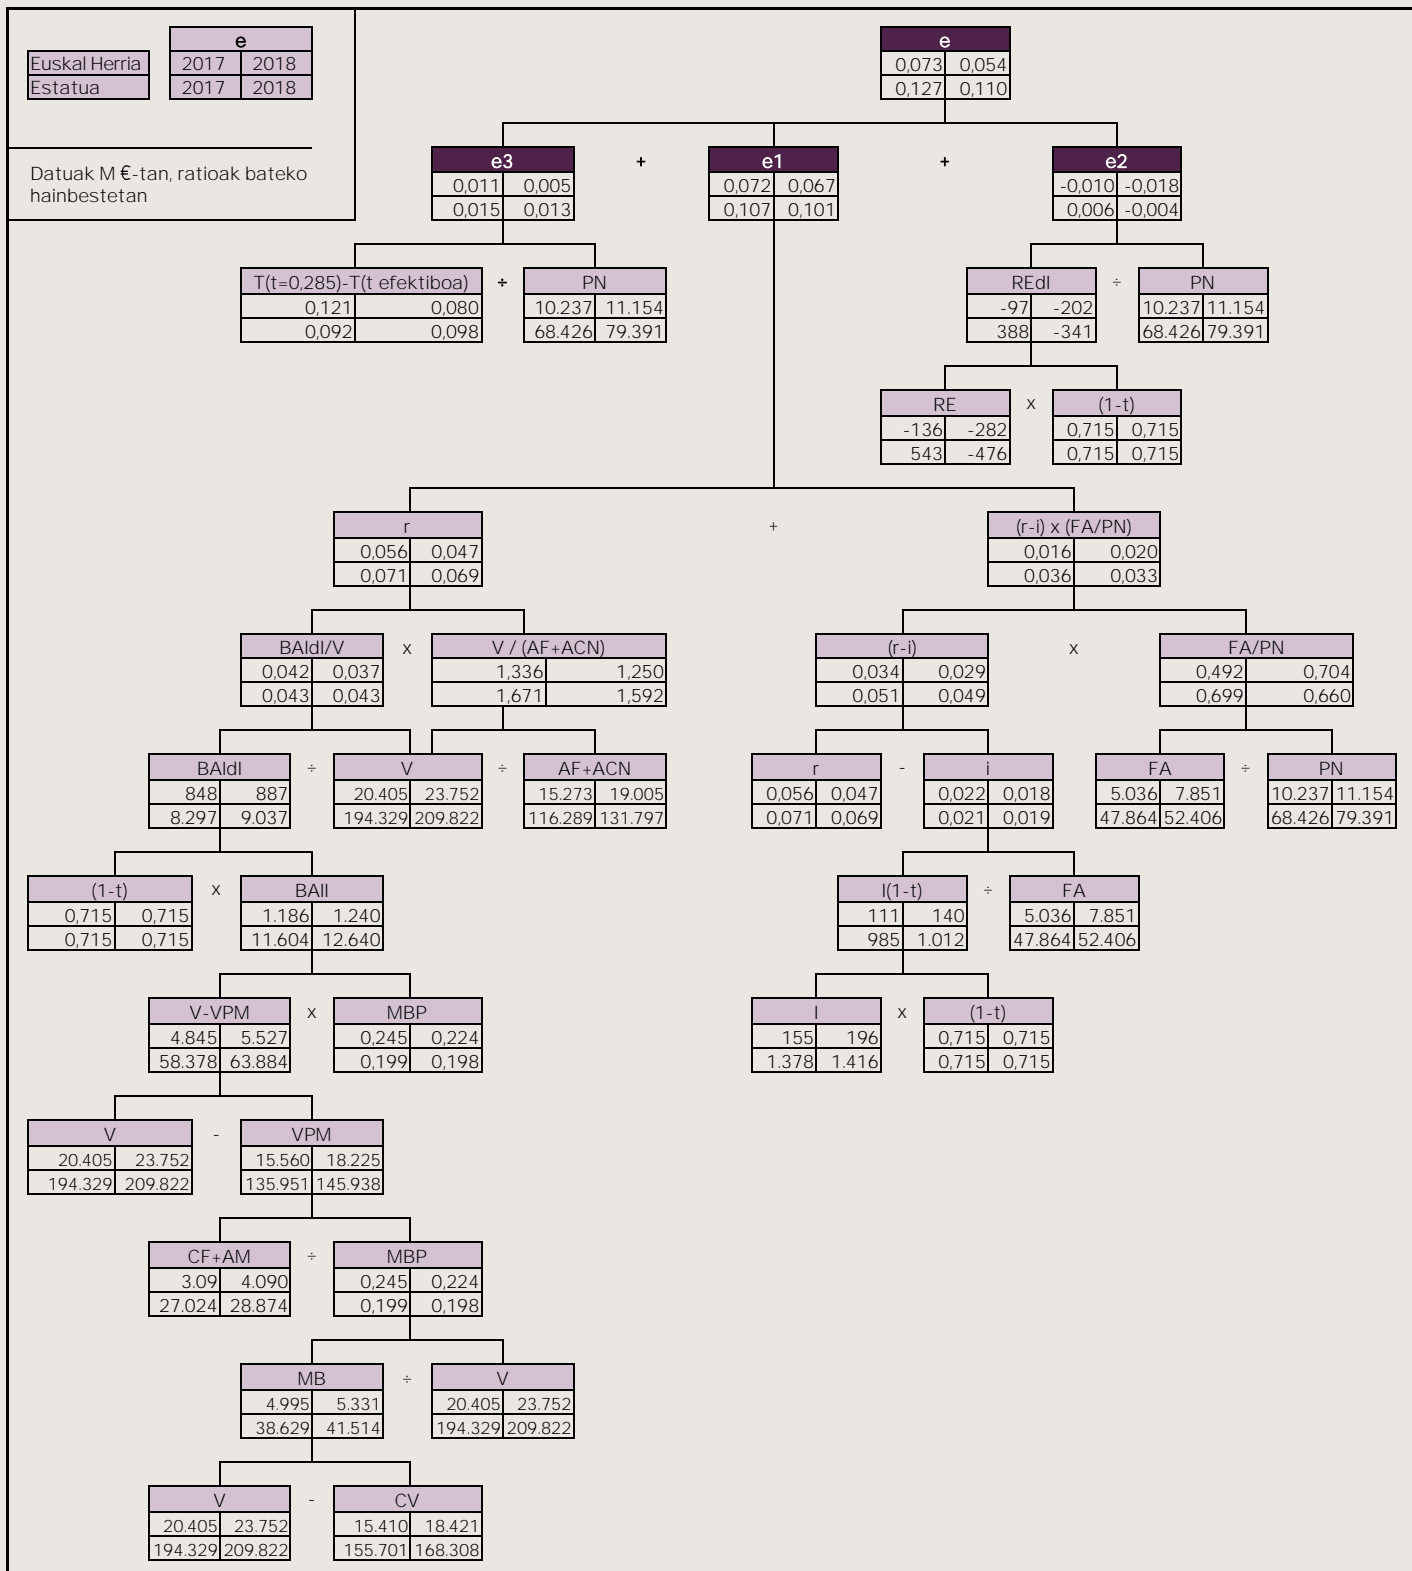 e
Euskal Herria 2017 2018
Estatua 2017 2018
Datuak M €-tan, ratioak bateko
hainbestetan
e
0,073 0,054
0,127 0,110
e3 + e1 + e2
0,011 0,005 0,072 0,067 -0,010 -0,018
0,015 0,013 0,107 0,101 0,006 -0,004
T(t=0,285)-T(t efektiboa) ÷ PN REdI ÷ PN
0,121 0,080 10.237 11.154 -97 -202 10.237 11.154
0,092 0,098 68.426 79.391 388 -341 68.426 79.391
RE x (1-t)
-136 -282 0,715 0,715
543 -476 0,715 0,715
r + (r-i) x (FA/PN)
0,056 0,047 0,016 0,020
0,071 0,069 0,036 0,033
BAIdI/V x V / (AF+ACN) (r-i) x FA/PN
0,042 0,037 1,336 1,250 0,034 0,029 0,492 0,704
0,043 0,043 1,671 1,592 0,051 0,049 0,699 0,660
BAIdI ÷ V ÷ AF+ACN r - i FA ÷ PN
848 887 20.405 23.752 15.273 19.005 0,056 0,047 0,022 0,018 5.036 7.851 10.237 11.154
8.297 9.037 194.329 209.822 116.289 131.797 0,071 0,069 0,021 0,019 47.864 52.406 68.426 79.391
(1-t) x BAII I(1-t) ÷ FA
0,715 0,715 1.186 1.240 111 140 5.036 7.851
0,715 0,715 11.604 12.640 985 1.012 47.864 52.406
V-VPM x MBP I x (1-t)
4.845 5.527 0,245 0,224 155 196 0,715 0,715
58.378 63.884 0,199 0,198 1.378 1.416 0,715 0,715
V - VPM
20.405 23.752 15.560 18.225
194.329 209.822 135.951 145.938
CF+AM ÷ MBP
3.09 4.090 0,245 0,224
27.024 28.874 0,199 0,198
MB ÷ V
4.995 5.331 20.405 23.752
38.629 41.514 194.329 209.822
V - CV
20.405 23.752 15.410 18.421
194.329 209.822 155.701 168.308